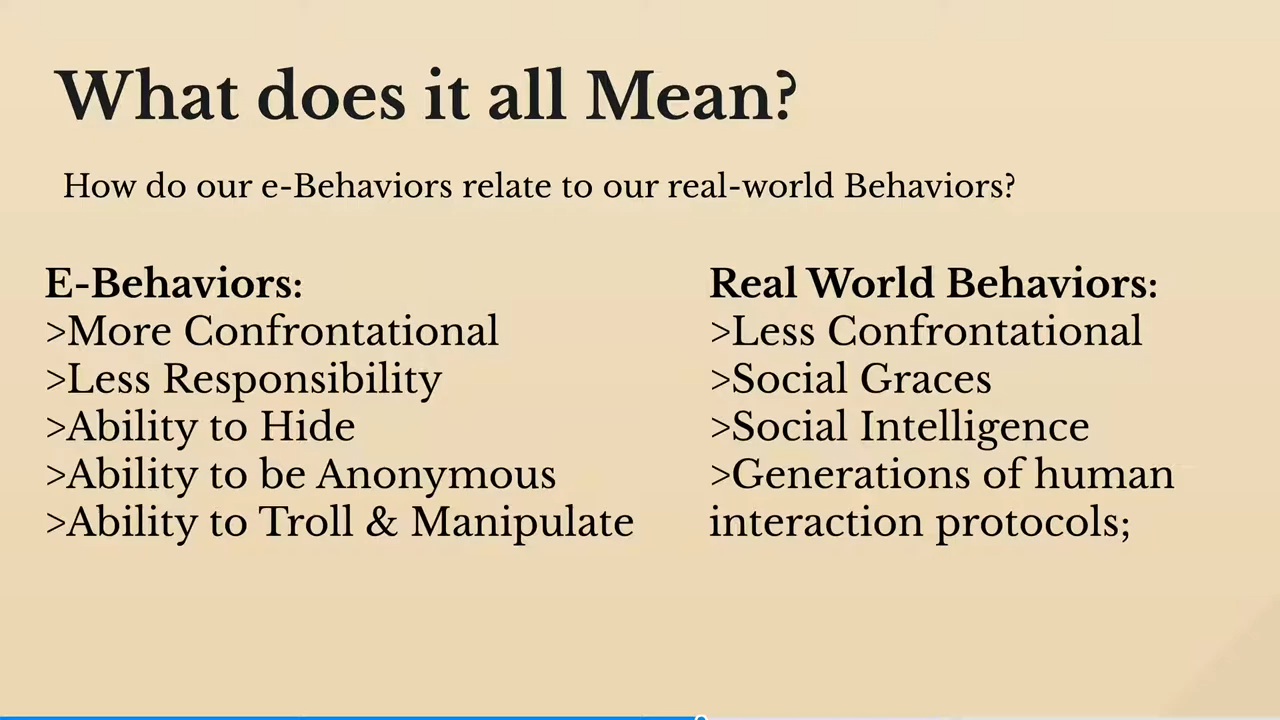 What does it all Mean?
How do our e-Behaviors relate to our real-world Behaviors?
E-Behaviors:
>More Confrontational
>Less Responsibility
>Ability to Hide
>Ability to be Anonymous
>Ability to Troll & Manipulate
Real World Behaviors:
>Less Confrontational
>Social Graces
>Social Intelligence
>Generations of human
interaction protocols;